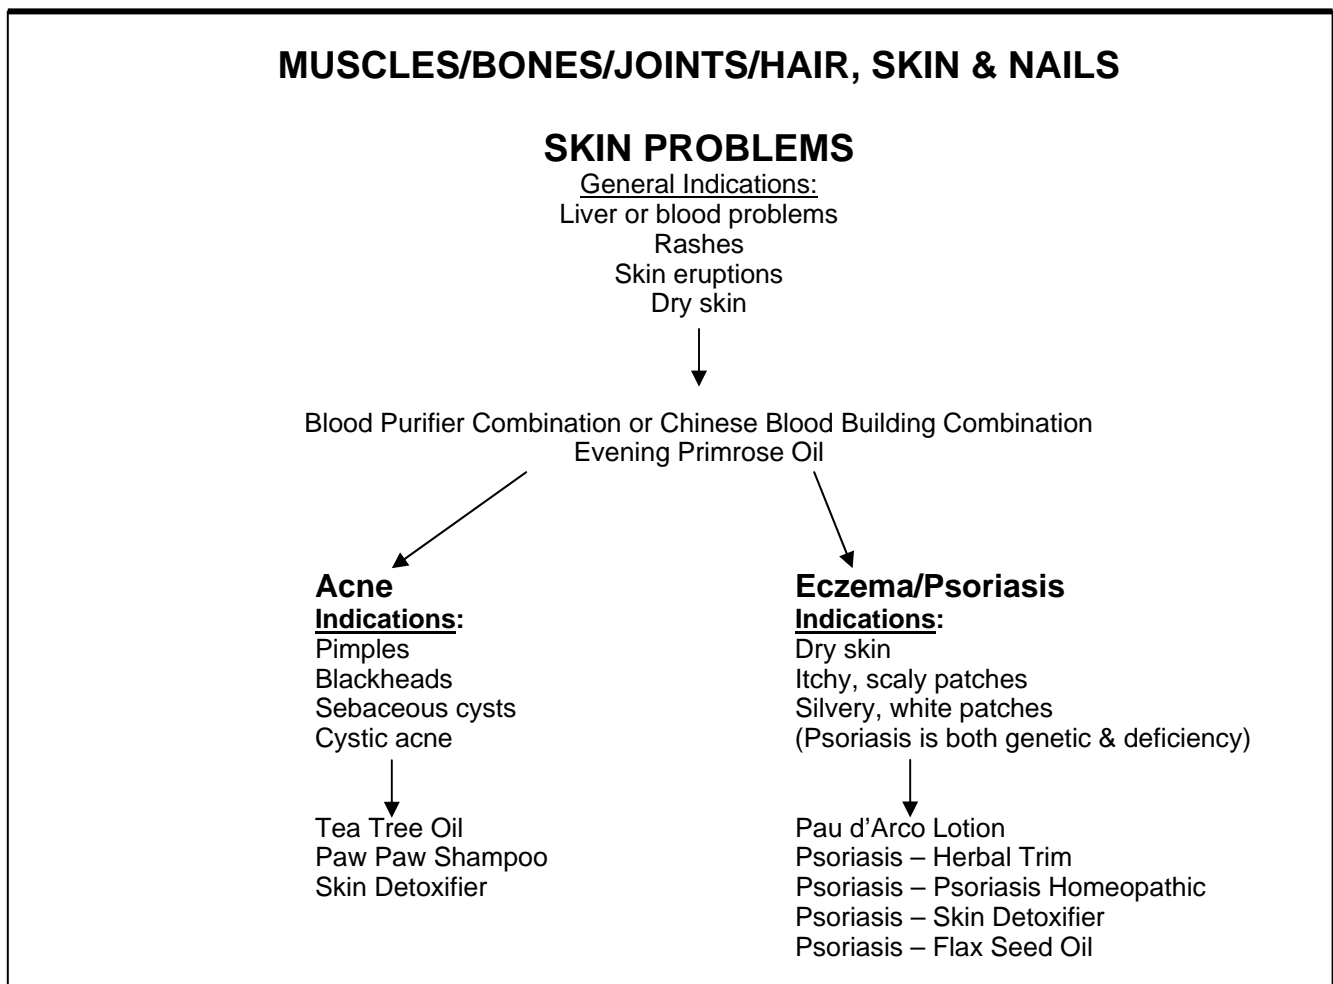 MUSCLES/BONES/JOINTS/HAIR, SKIN & NAILS
SKIN PROBLEMS
General Indications:
Liver or blood problems
Rashes
Skin eruptions
Dry skin
Blood Purifier Combination or Chinese Blood Building Combination
Evening Primrose Oil
Acne
Indications:
Pimples
Blackheads
Sebaceous cysts
Cystic acne
Tea Tree Oil
Paw Paw Shampoo
Skin Detoxifier
Eczema/Psoriasis
Indications:
Dry skin
Itchy, scaly patches
Silvery, white patches
(Psoriasis is both genetic & deficiency)
Pau d’Arco Lotion
Psoriasis – Herbal Trim
Psoriasis – Psoriasis Homeopathic
Psoriasis – Skin Detoxifier
Psoriasis – Flax Seed Oil